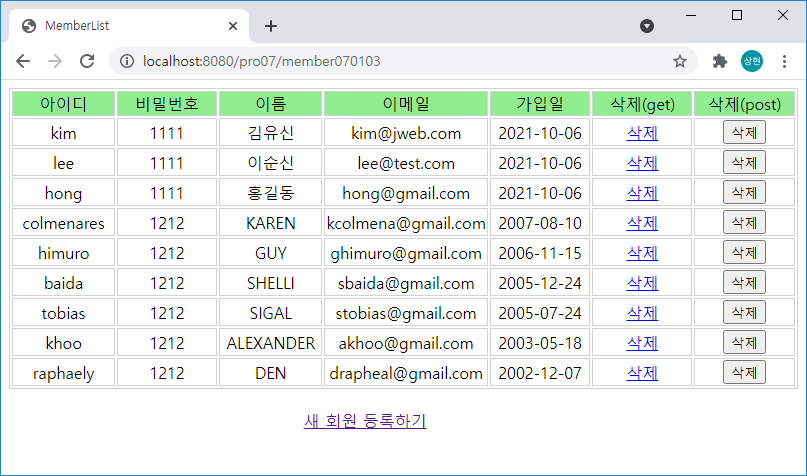 MemberList
localhost:8080/pro07/member070103
상현
아이디 비밀번호 이름 이메일 가입일 삭제(get) 삭제(post)
kim 1111 김유신 kim@jweb.com 2021-10-06 삭제 삭제
lee 1111 이순신 lee@test.com 2021-10-06 삭제 삭제
hong 1111 홍길동 hong@gmail.com 2021-10-06 삭제 삭제
colmenares 1212 KAREN kcolmena@gmail.com 2007-08-10 삭제 삭제
himuro 1212 GUY ghimuro@gmail.com 2006-11-15 삭제 삭제
baida 1212 SHELLI sbaida@gmail.com 2005-12-24 삭제 삭제
tobias 1212 SIGAL stobias@gmail.com 2005-07-24 삭제 삭제
khoo 1212 ALEXANDER akhoo@gmail.com 2003-05-18 삭제 삭제
raphaely 1212 DEN drapheal@gmail.com 2002-12-07 삭제 삭제
새 회원 등록하기